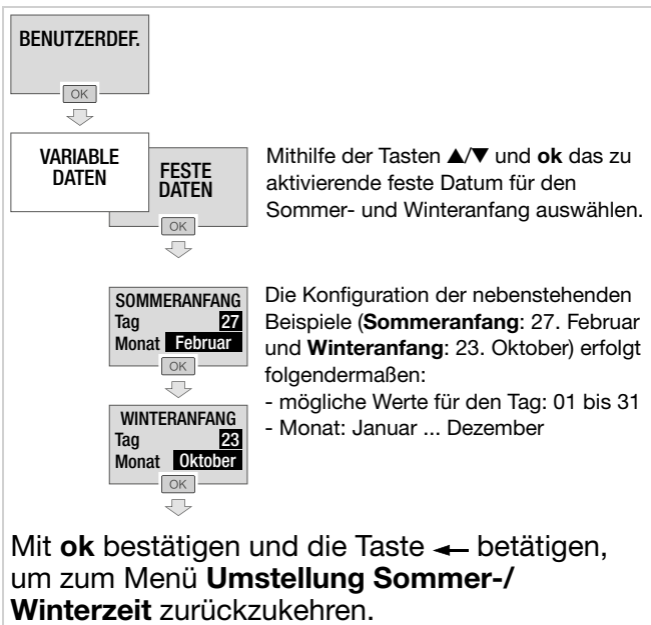 BENUTZERDEF.
OK
VARIABLE
DATEN
FESTE
DATEN
OK
Mithilfe der Tasten ▲/▼ und ok das zu
aktivierende feste Datum für den
Sommer- und Winteranfang auswählen.
SOMMERANFANG
Tag 27
Monat Februar
OK
Die Konfiguration der nebenstehenden
Beispiele (Sommeranfang: 27. Februar
und Winteranfang: 23. Oktober) erfolgt
folgendermaßen:
- mögliche Werte für den Tag: 01 bis 31
- Monat: Januar ... Dezember
WINTERANFANG
Tag 23
Monat Oktober
OK
Mit ok bestätigen und die Taste ← betätigen,
um zum Menü Umstellung Sommer-/
Winterzeit zurückzukehren.